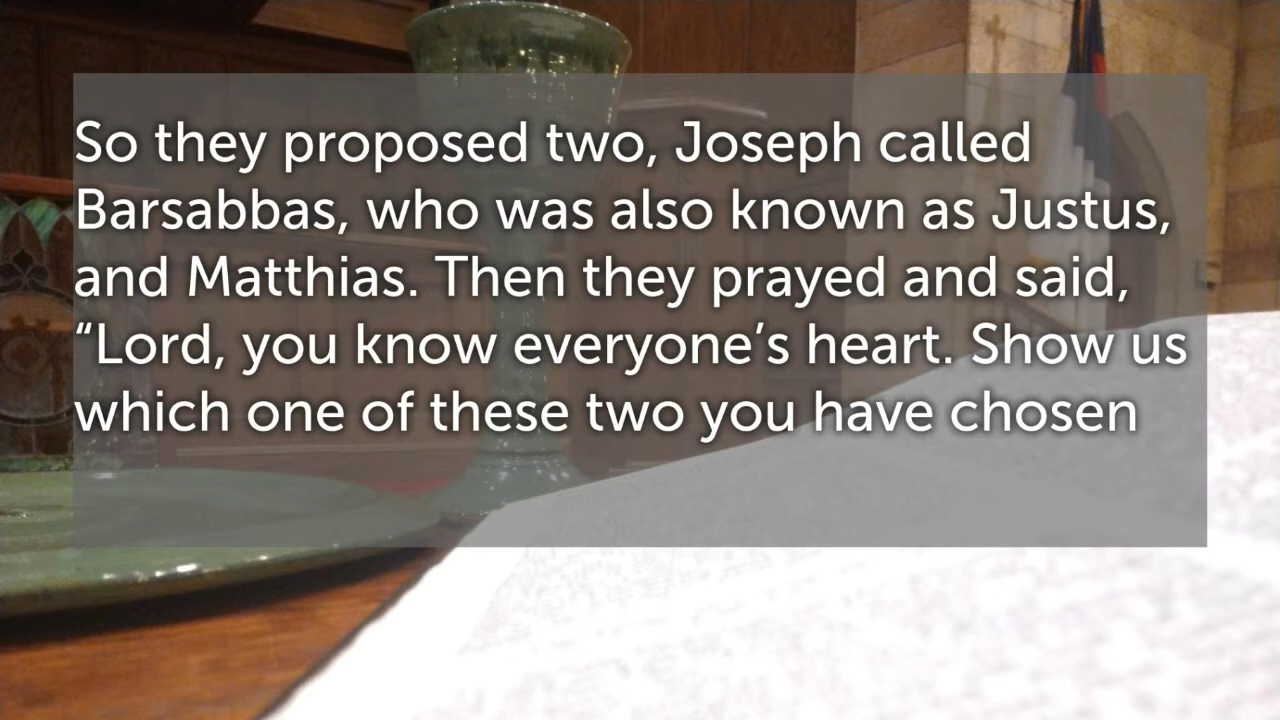 So they proposed two, Joseph called
Barsabbas, who was also known as Justus,
and Matthias. Then they prayed and said,
“Lord, you know everyone’s heart. Show us
which one of these two you have chosen